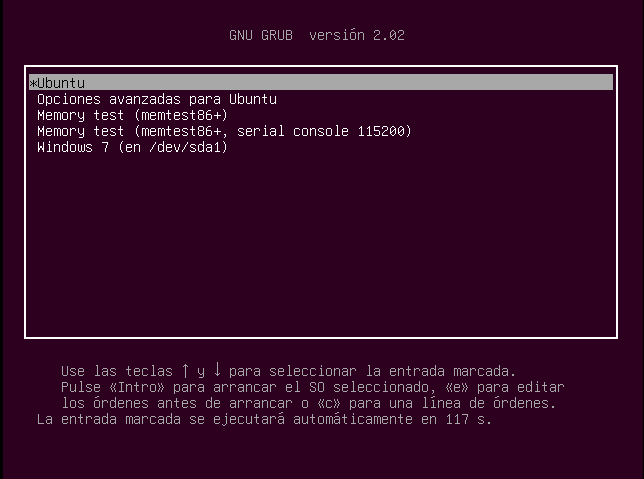 GNU GRUB  versión 2.02
*Ubuntu
Opciones avanzadas para Ubuntu
Memory test (memtest86+)
Memory test (memtest86+, serial console 115200)
Windows 7 (en /dev/sda1)
Use las teclas ↑ y ↓ para seleccionar la entrada marcada.
Pulse «Intro» para arrancar el SO seleccionado, «e» para editar
los órdenes antes de arrancar o «c» para una línea de órdenes.
La entrada marcada se ejecutará automáticamente en 117 s.